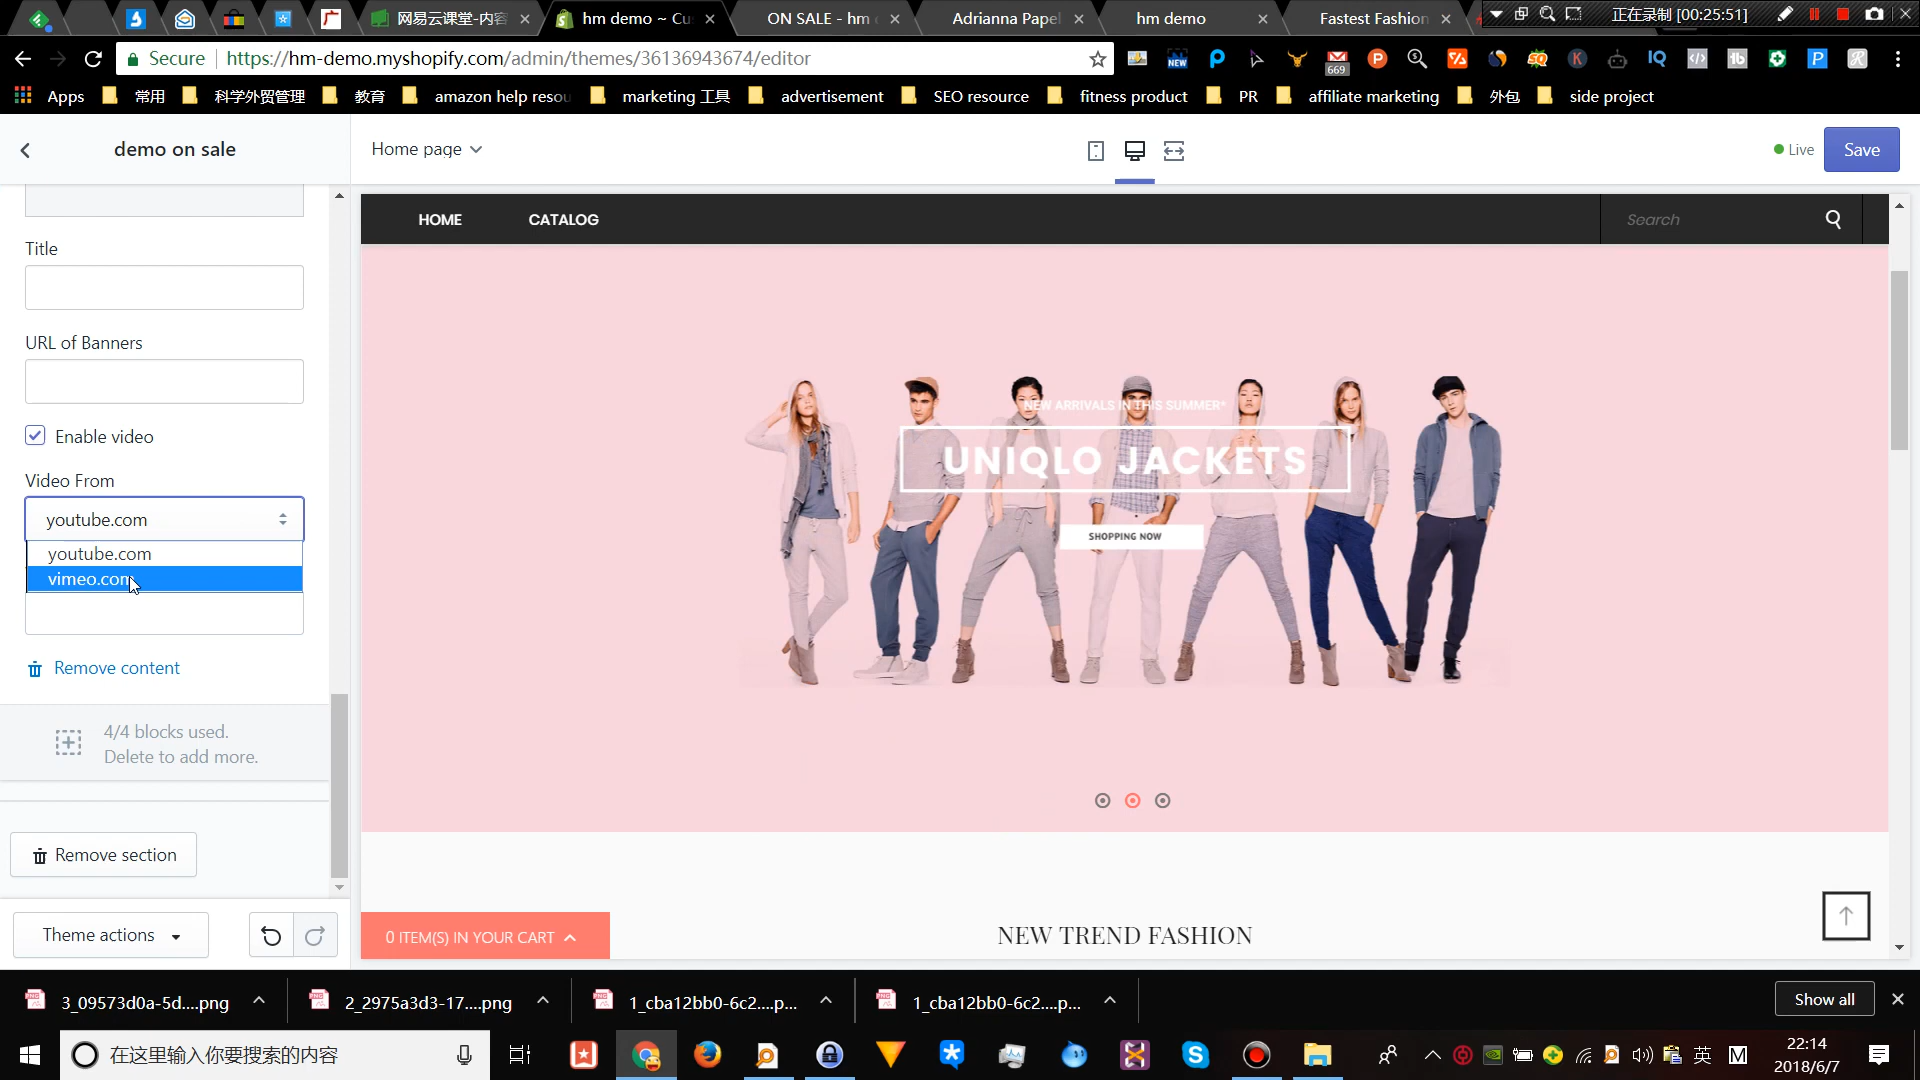 网易云课堂-内容
hm demo ~ Cu
ON SALE - hm
Adrianna Papel
hm demo
Fastest Fashion
正在录制 [00:25:51]
Secure
https://hm-demo.myshopify.com/admin/themes/36136943674/editor
NEW
669
Apps
常用
科学外贸管理
教育
amazon help resou
marketing 工具
advertisement
SEO resource
fitness product
PR
affiliate marketing
外包
side project
demo on sale
Home page
Live
Save
HOME
CATALOG
Search
Title
URL of Banners
Enable video
Video From
youtube.com
youtube.com
vimeo.com
Remove content
4/4 blocks used.
Delete to add more.
Remove section
Theme actions
NEW ARRIVALS IN THIS SUMMER*
UNIQLO JACKETS
SHOPPING NOW
0 ITEM(S) IN YOUR CART
NEW TREND FASHION
3_09573d0a-5d....png
2_2975a3d3-17....png
1_cba12bb0-6c2....p...
1_cba12bb0-6c2....p...
Show all
在这里输入你要搜索的内容
英
M
22:14
2018/6/7